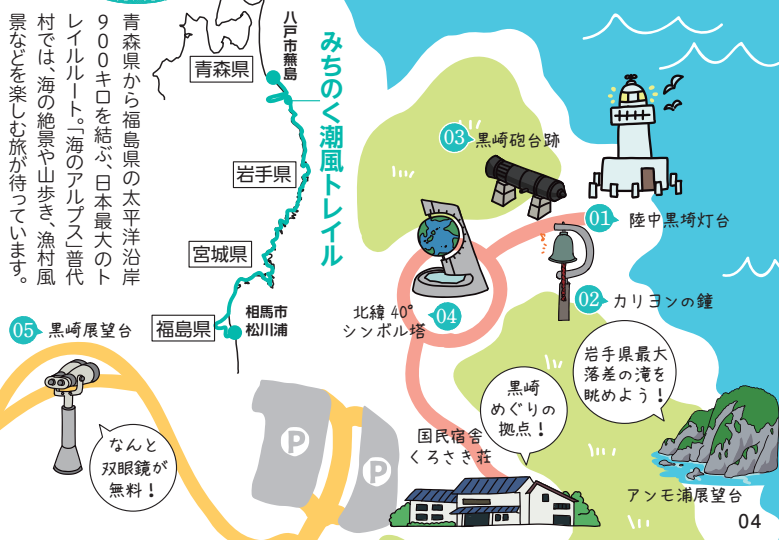 みちのく潮風トレイル
青森県から福島県の太平洋沿岸
900キロを結ぶ、日本最大のト
レイルルート。「海のアルプス」普代
村では、海の絶景や山歩き、漁村風
景などを楽しむ旅が待っています。
八戸市蕪島
青森県
岩手県
宮城県
福島県
相馬市
松川浦
03 黒崎砲台跡
01 陸中黒埼灯台
02 カリヨンの鐘
北緯40°
シンボル塔
04
05 黒崎展望台
なんと
双眼鏡が
無料！
P
P
国民宿舎
くろさき荘
黒崎
めぐりの
拠点！
岩手県最大
落差の滝を
眺めよう！
アンモ浦展望台
04